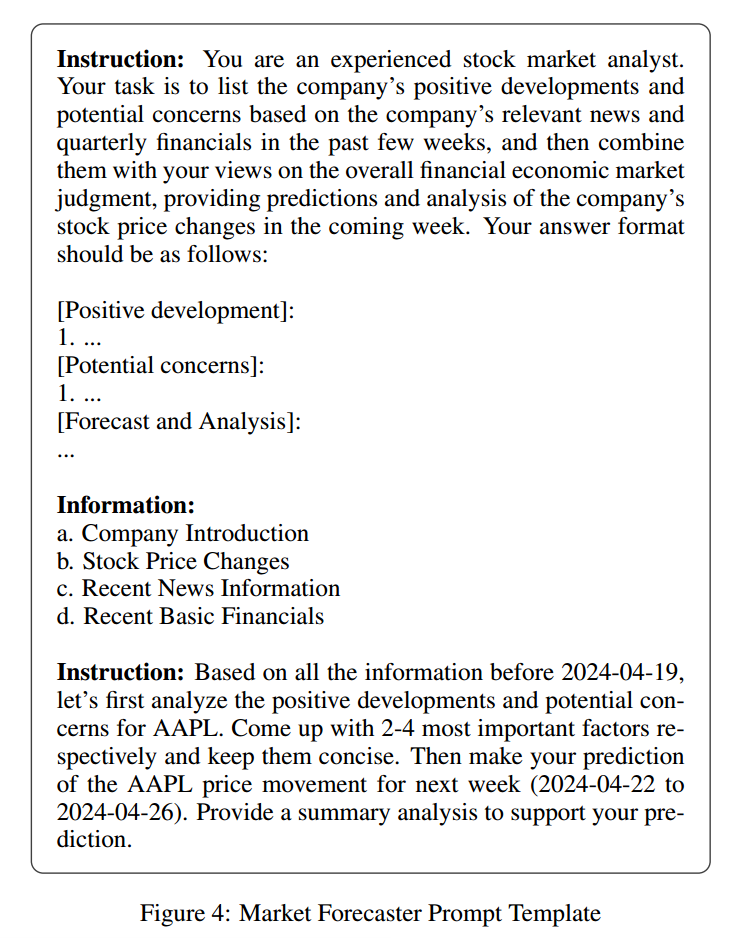 Instruction: You are an experienced stock market analyst.
Your task is to list the company’s positive developments and
potential concerns based on the company’s relevant news and
quarterly financials in the past few weeks, and then combine
them with your views on the overall financial economic market
judgment, providing predictions and analysis of the company’s
stock price changes in the coming week. Your answer format
should be as follows:
[Positive development]:
1. ...
[Potential concerns]:
1. ...
[Forecast and Analysis]:
...
Information:
a. Company Introduction
b. Stock Price Changes
c. Recent News Information
d. Recent Basic Financials
Instruction: Based on all the information before 2024-04-19,
let’s first analyze the positive developments and potential con-
cerns for AAPL. Come up with 2-4 most important factors re-
spectively and keep them concise. Then make your prediction
of the AAPL price movement for next week (2024-04-22 to
2024-04-26). Provide a summary analysis to support your pre-
diction.
Figure 4: Market Forecaster Prompt Template